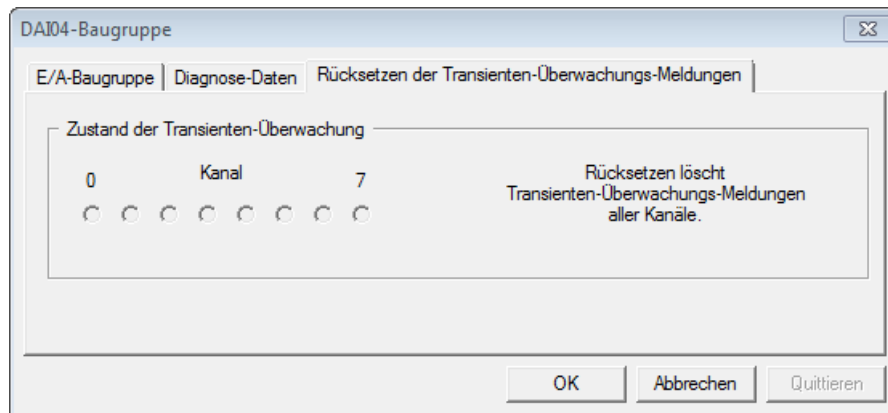 DAI04-Baugruppe
E/A-Baugruppe Diagnose-Daten Rücksetzen der Transienten-Überwachungs-Meldungen
Zustand der Transienten-Überwachung
0 Kanal 7
Rücksetzen löscht
Transienten-Überwachungs-Meldungen
aller Kanäle.
OK Abbrechen Quittieren